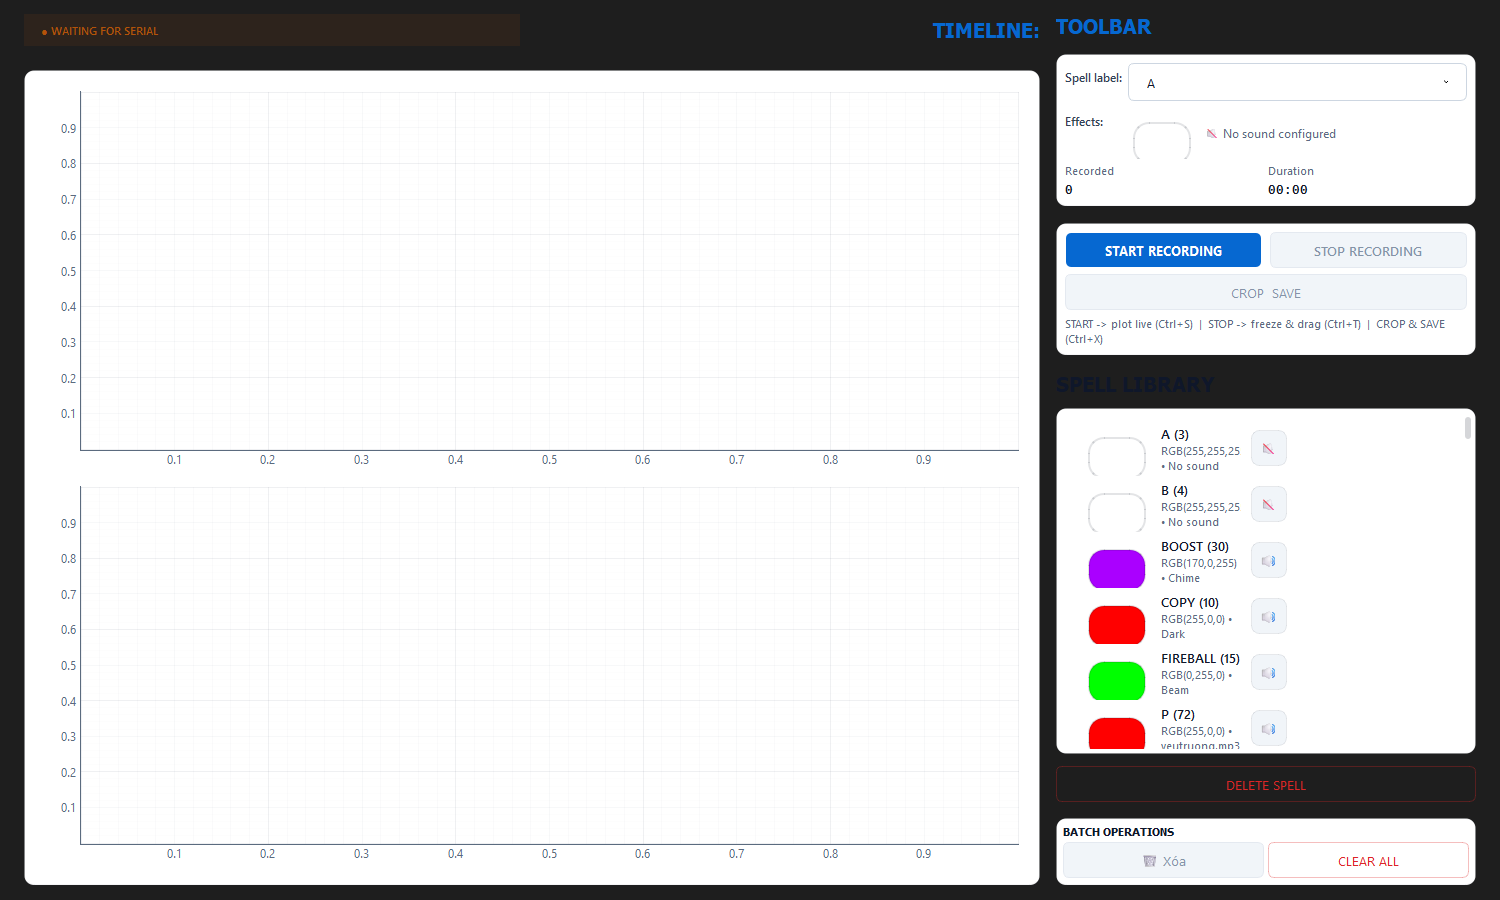 ● WAITING FOR SERIAL
TIMELINE:
0.9
0.8
0.7
0.6
0.5
0.4
0.3
0.2
0.1
0.1 0.2 0.3 0.4 0.5 0.6 0.7 0.8 0.9
0.9
0.8
0.7
0.6
0.5
0.4
0.3
0.2
0.1
0.1 0.2 0.3 0.4 0.5 0.6 0.7 0.8 0.9
TOOLBAR
Spell label: A
Effects: No sound configured
Recorded Duration
0 00:00
START RECORDING STOP RECORDING
CROP SAVE
START -> plot live (Ctrl+S) | STOP -> freeze & drag (Ctrl+T) | CROP & SAVE
(Ctrl+X)
SPELL LIBRARY
A (3)
RGB(255,255,25
• No sound
B (4)
RGB(255,255,25
• No sound
BOOST (30)
RGB(170,0,255)
• Chime
COPY (10)
RGB(255,0,0) •
Dark
FIREBALL (15)
RGB(0,255,0) •
Beam
P (72)
RGB(255,0,0) •
yeutruong.mp3
DELETE SPELL
BATCH OPERATIONS
Xóa CLEAR ALL